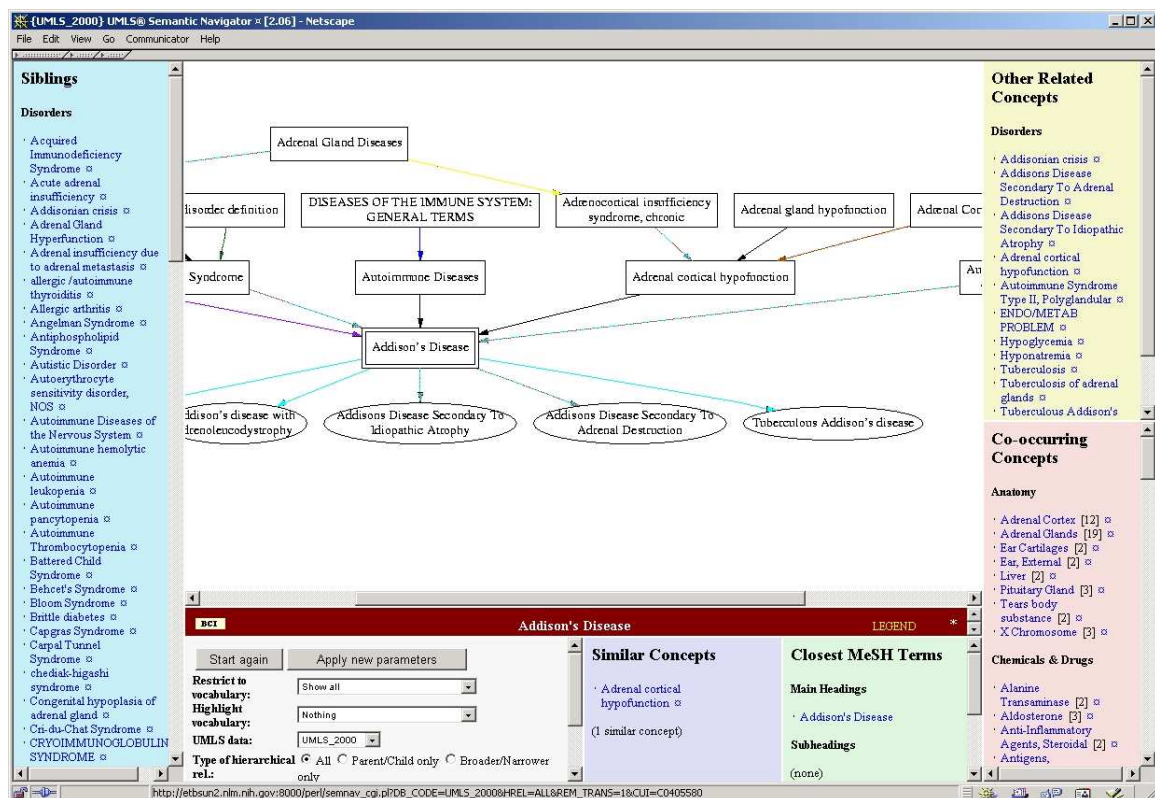 {UMLS_2000} UMLS® Semantic Navigator ¤ [2.06] - Netscape
File Edit View Go Communicator Help
Siblings
Disorders
· Acquired
Immunodeficiency
Syndrome ¤
· Acute adrenal
insufficiency ¤
· Addisonian crisis ¤
· Adrenal Gland
Hyperfunction ¤
· Adrenal insufficiency due
to adrenal metastasis ¤
· allergic /autoimmune
thyroiditis ¤
· Allergic arthritis ¤
· Angelman Syndrome ¤
· Antiphospholipid
Syndrome ¤
· Autistic Disorder ¤
· Autoerythrocyte
sensitivity disorder,
NOS ¤
· Autoimmune Diseases of
the Nervous System ¤
· Autoimmune hemolytic
anemia ¤
· Autoimmune
leukopenia ¤
· Autoimmune
pancytopenia ¤
· Autoimmune
Thrombocytopenia ¤
· Battered Child
Syndrome ¤
· Behcet's Syndrome ¤
· Bloom Syndrome ¤
· Brittle diabetes ¤
· Capgras Syndrome ¤
· Carpal Tunnel
Syndrome ¤
· chediak-higashi
syndrome ¤
· Congenital hypoplasia of
adrenal gland ¤
· Cri-du-Chat Syndrome ¤
· CRYOIMMUNOGLOBULIN
SYNDROME ¤
Adrenal Gland Diseases
disorder definition
DISEASES OF THE IMMUNE SYSTEM:
GENERAL TERMS
Adrenocortical insufficiency
syndrome, chronic
Adrenal gland hypofunction
Adrenal Cor
Syndrome
Autoimmune Diseases
Adrenal cortical hypofunction
Au
Addison's Disease
ddison's disease with
drenoleucodystrophy
Addisons Disease Secondary To
Idiopathic Atrophy
Addisons Disease Secondary To
Adrenal Destruction
Tuberculous Addison's disease
BCI Addison's Disease LEGEND *
Start again Apply new parameters
Restrict to
vocabulary: Show all
Highlight
vocabulary: Nothing
UMLS data: UMLS_2000
Type of hierarchical All Parent/Child only Broader/Narrower
rel.: only
Similar Concepts
· Adrenal cortical
hypofunction ¤
(1 similar concept)
Closest MeSH Terms
Main Headings
· Addison's Disease
Subheadings
(none)
Other Related
Concepts
Disorders
· Addisonian crisis ¤
· Addisons Disease
Secondary To Adrenal
Destruction ¤
· Addisons Disease
Secondary To Idiopathic
Atrophy ¤
· Adrenal cortical
hypofunction ¤
· Autoimmune Syndrome
Type II, Polyglandular ¤
· ENDO/METAB
PROBLEM ¤
· Hypoglycemia ¤
· Hyponatremia ¤
· Tuberculosis ¤
· Tuberculosis of adrenal
glands ¤
· Tuberculous Addison's
Co-occurring
Concepts
Anatomy
· Adrenal Cortex [12] ¤
· Adrenal Glands [19] ¤
· Ear Cartilages [2] ¤
· Ear, External [2] ¤
· Liver [2] ¤
· Pituitary Gland [3] ¤
· Tears body
substance [2] ¤
· X Chromosome [3] ¤
Chemicals & Drugs
· Alanine
Transaminase [2] ¤
· Aldosterone [3] ¤
· Anti-Inflammatory
Agents, Steroidal [2] ¤
· Antigens,
http://etbsun2.nlm.nih.gov:8000/perl/semnav_cgi.pl?DB_CODE=UMLS_2000&HREL=ALL&REM_TRANS=1&CUI=C0405580